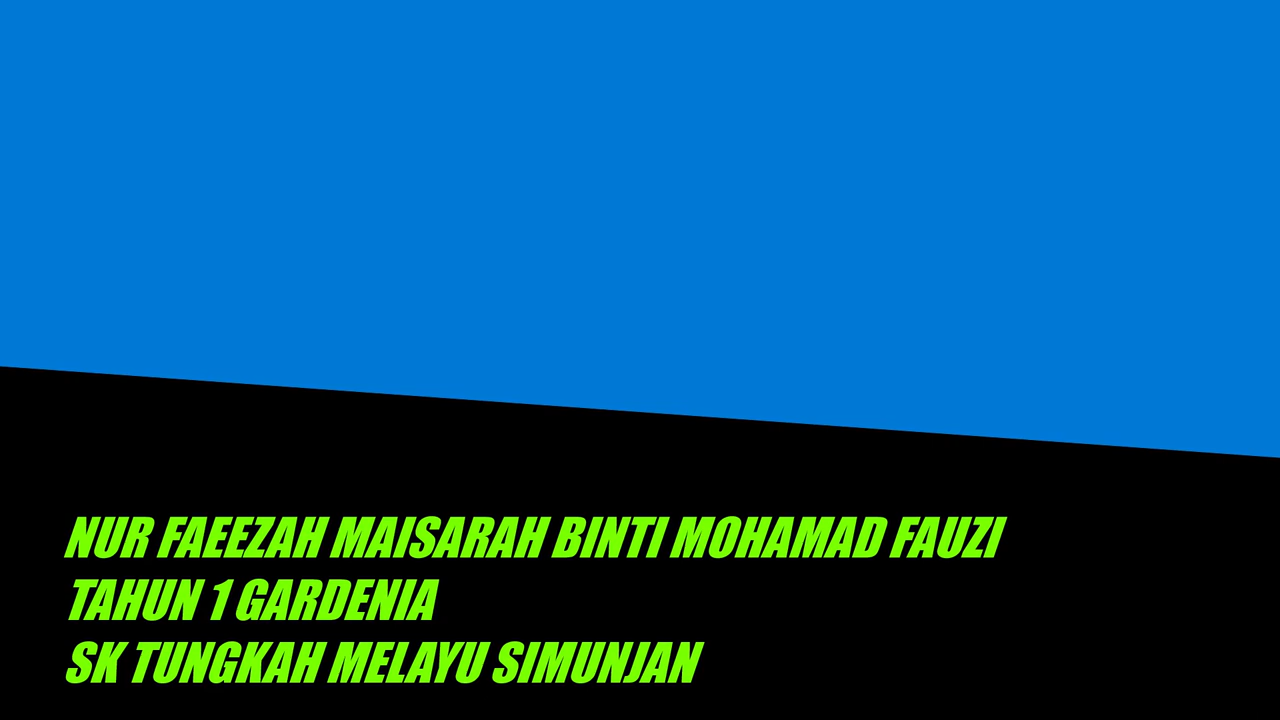 NUR FAEEZAH MAISARAH BINTI MOHAMAD FAUZI
TAHUN 1 GARDENIA
SK TUNGKAH MELAYU SIMUNJAN